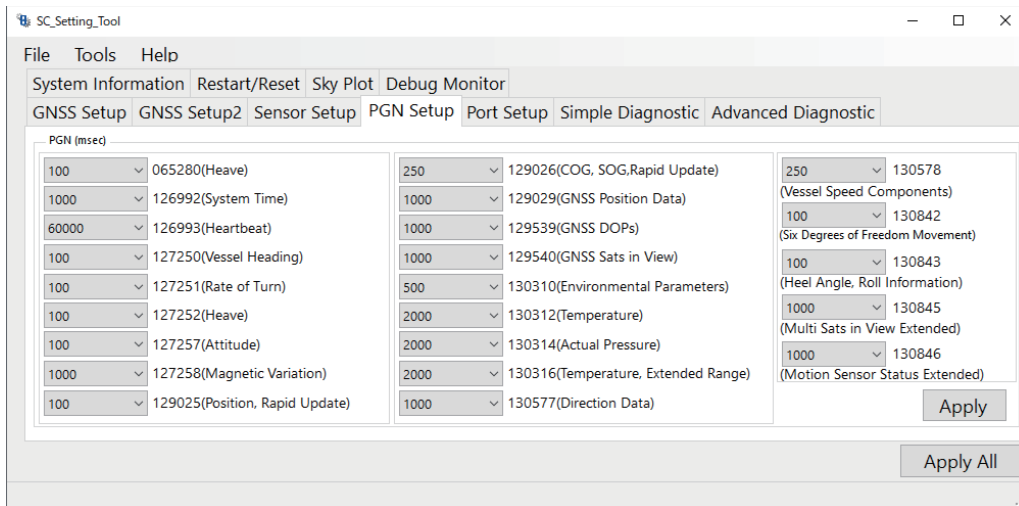 SC_Setting_Tool
File Tools Help
System Information Restart/Reset Sky Plot Debug Monitor
GNSS Setup GNSS Setup2 Sensor Setup PGN Setup Port Setup Simple Diagnostic Advanced Diagnostic
PGN (msec)
100 065280(Heave)
1000 126992(System Time)
60000 126993(Heartbeat)
100 127250(Vessel Heading)
100 127251(Rate of Turn)
100 127252(Heave)
100 127257(Attitude)
1000 127258(Magnetic Variation)
100 129025(Position, Rapid Update)
250 129026(COG, SOG,Rapid Update)
1000 129029(GNSS Position Data)
1000 129539(GNSS DOPs)
1000 129540(GNSS Sats in View)
500 130310(Environmental Parameters)
2000 130312(Temperature)
2000 130314(Actual Pressure)
2000 130316(Temperature, Extended Range)
1000 130577(Direction Data)
250 130578
(Vessel Speed Components)
100 130842
(Six Degrees of Freedom Movement)
100 130843
(Heel Angle, Roll Information)
1000 130845
(Multi Sats in View Extended)
1000 130846
(Motion Sensor Status Extended)
Apply
Apply All